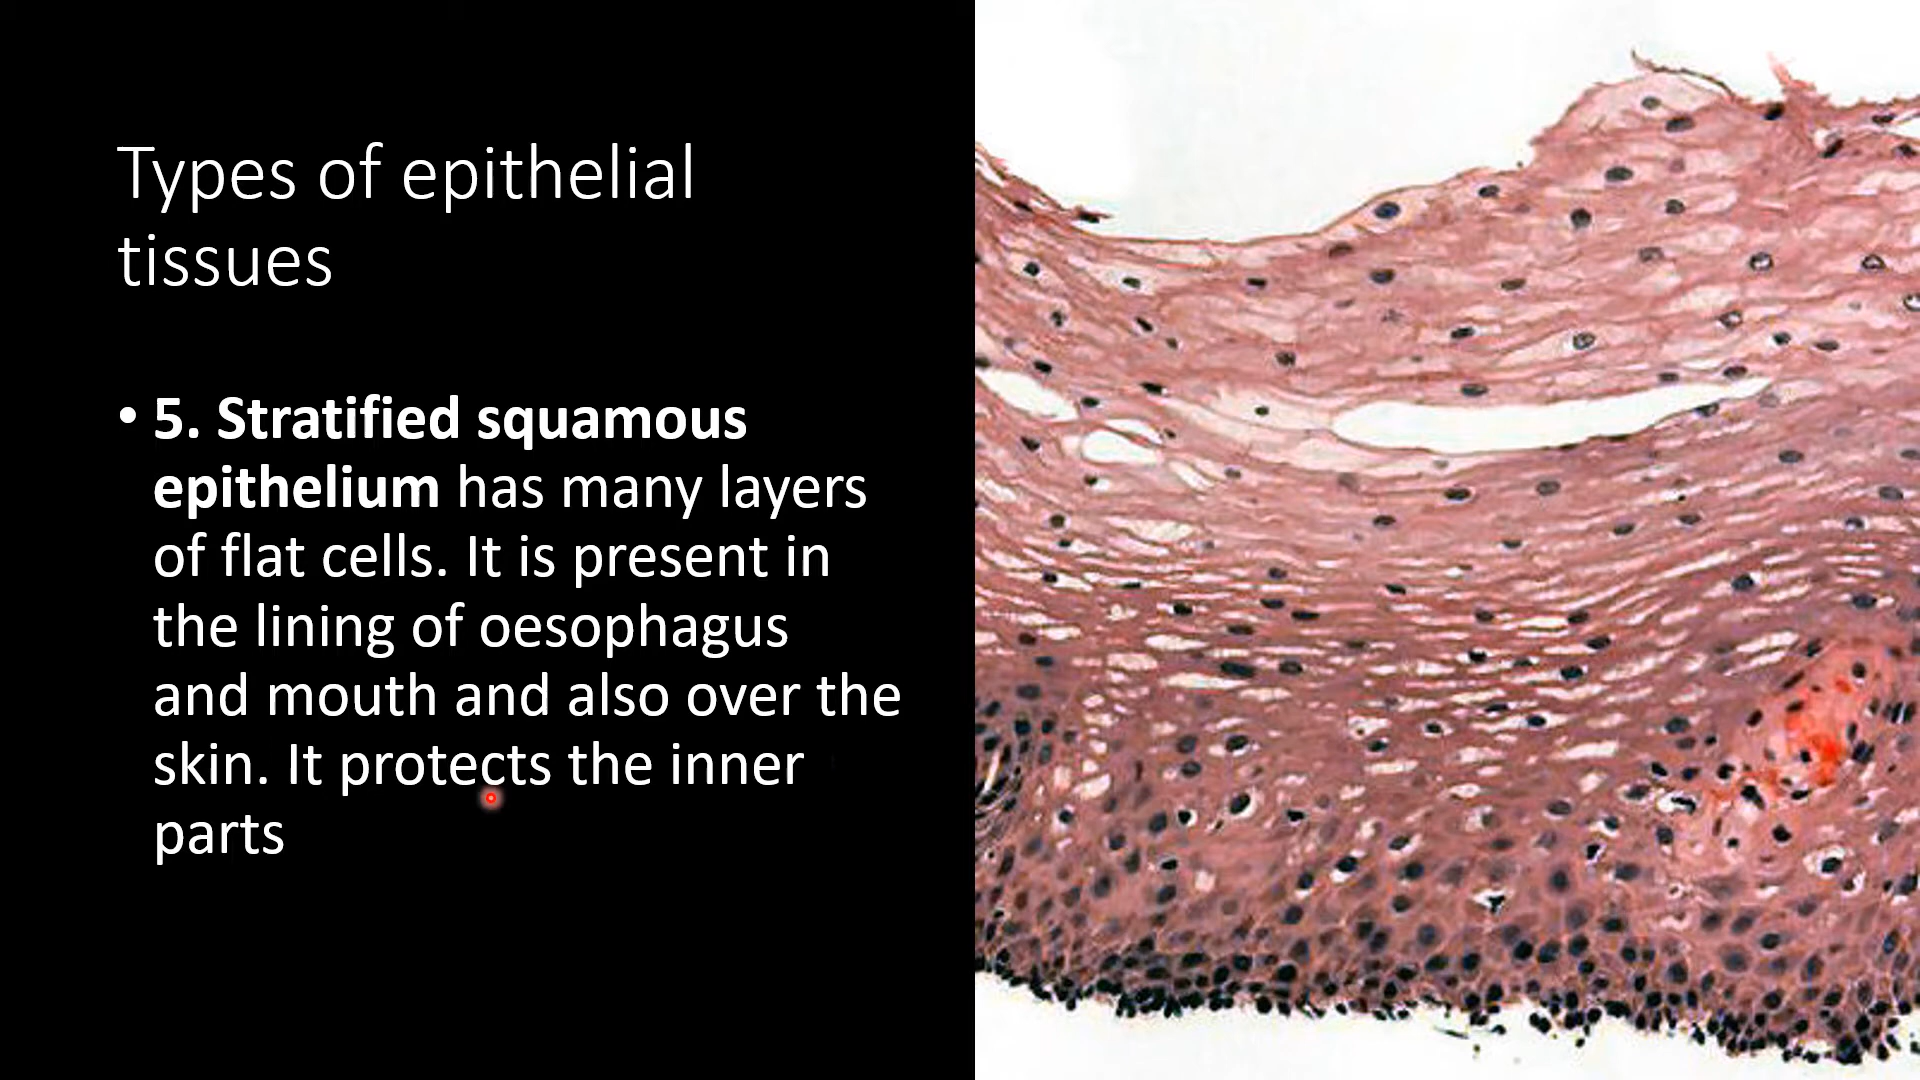 Types of epithelial
tissues
• 5. Stratified squamous
epithelium has many layers
of flat cells. It is present in
the lining of oesophagus
and mouth and also over the
skin. It protects the inner
parts